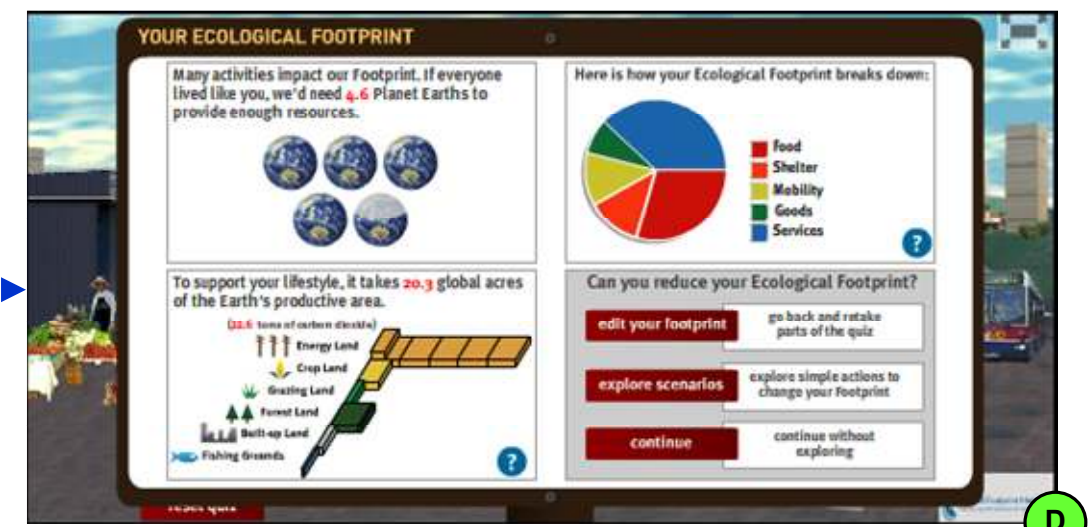 YOUR ECOLOGICAL FOOTPRINT
Many activities impact our Footprint. If everyone
lived like you, we'd need 4.6 Planet Earths to
provide enough resources.
Here is how your Ecological Footprint breaks down:
Food
Shelter
Mobility
Goods
Services
?
To support your lifestyle, it takes 20.3 global acres
of the Earth's productive area.
(22.6 tons of carbon dioxide)
Energy Land
Crop Land
Grazing Land
Forest Land
Built-up Land
Fishing Grounds
?
Can you reduce your Ecological Footprint?
edit your footprint
go back and retake
parts of the quiz
explore scenarios
explore simple actions to
change your Footprint
continue
continue without
exploring
reset quiz
D